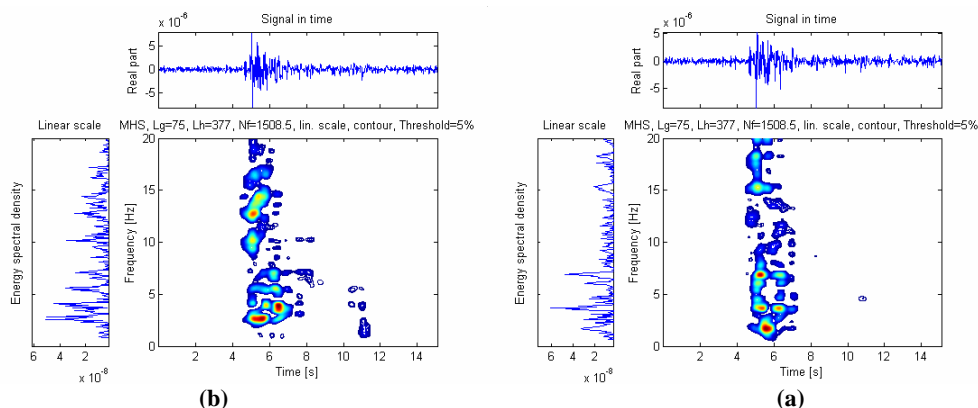 Signal in time
x 10^-6
Real part
5
0
-5
Linear scale
MHS, Lg=75, Lh=377, Nf=1508.5, lin. scale, contour, Threshold=5%
Energy spectral density
Frequency [Hz]
20
15
10
5
0
6 4 2
x 10^-8
2 4 6 8 10 12 14
Time [s]
(b)
Signal in time
x 10^-6
Real part
5
0
-5
Linear scale
MHS, Lg=75, Lh=377, Nf=1508.5, lin. scale, contour, Threshold=5%
Energy spectral density
Frequency [Hz]
20
15
10
5
0
6 4 2
x 10^-8
2 4 6 8 10 12 14
Time [s]
(a)